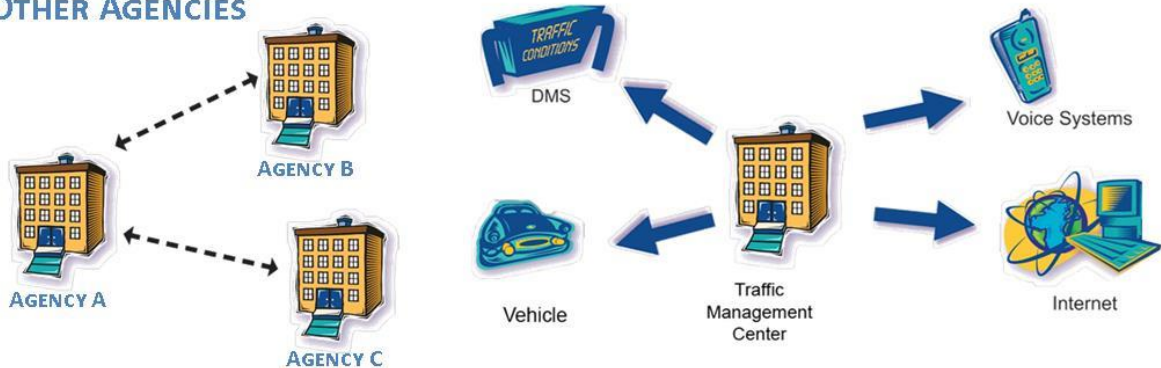 OTHER AGENCIES
AGENCY B
AGENCY A
AGENCY C
TRAFFIC
CONDITIONS
DMS
Voice Systems
Vehicle
Traffic
Management
Center
Internet